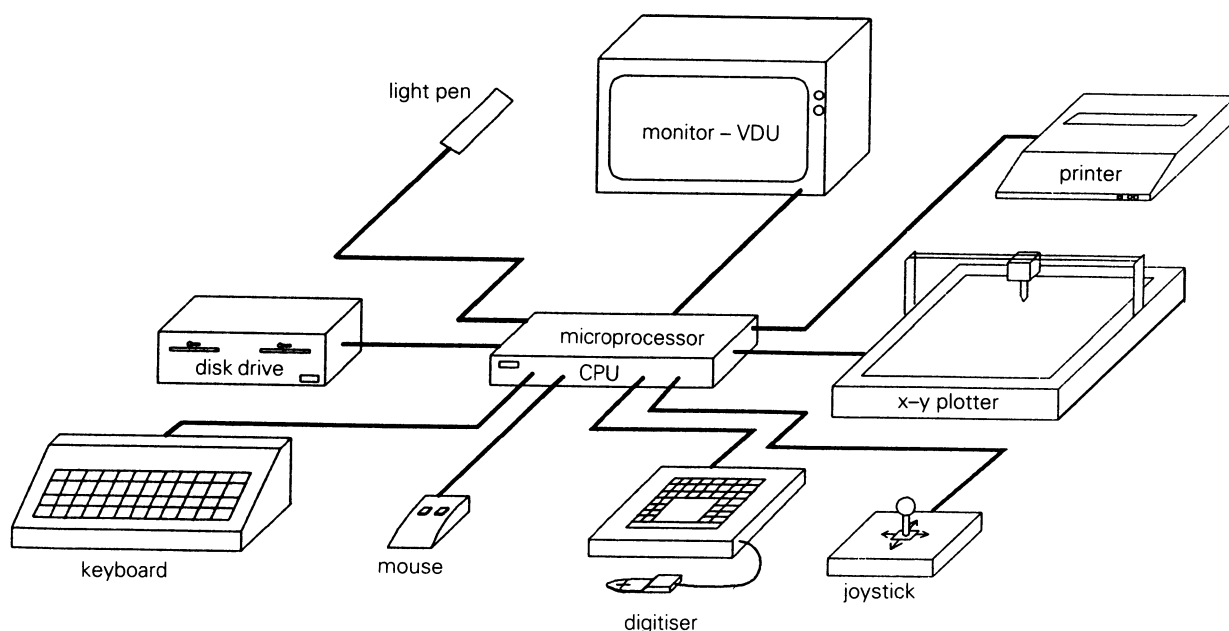 light pen
monitor – VDU
printer
microprocessor
CPU
disk drive
x–y plotter
keyboard
mouse
digitiser
joystick